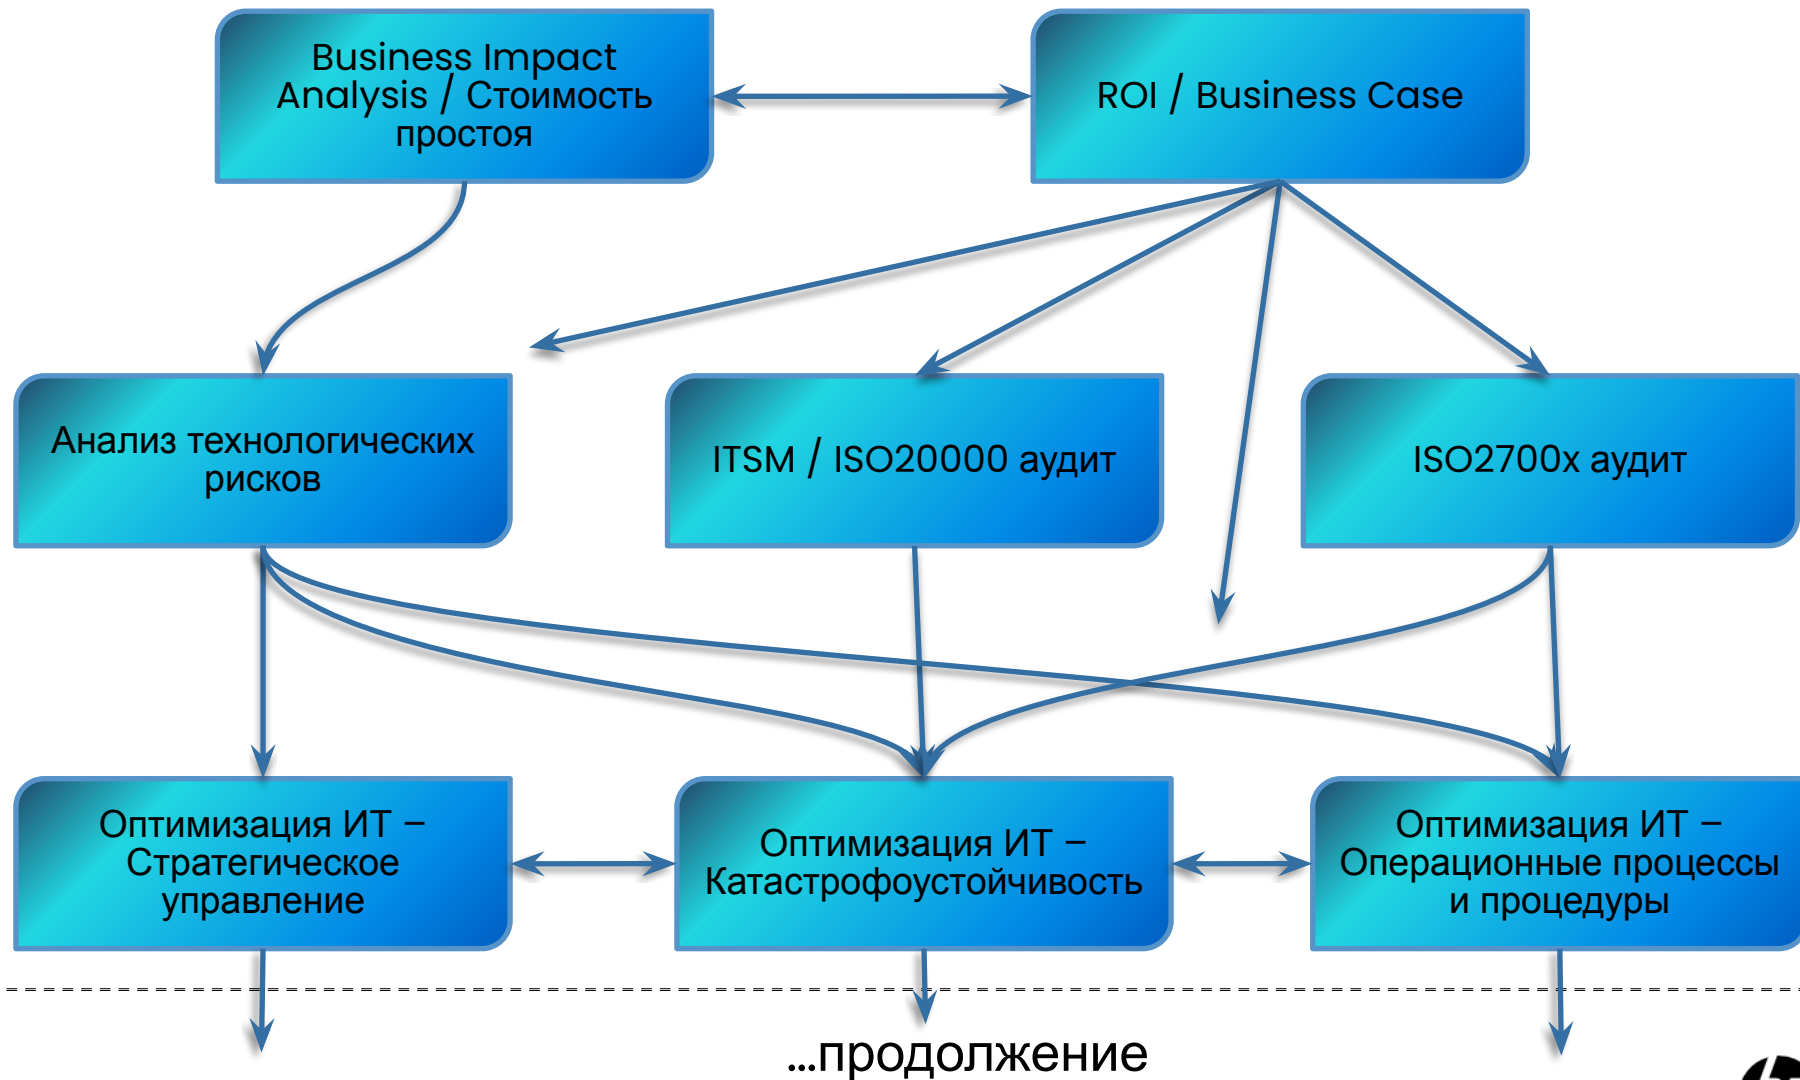 Business Impact
Analysis / Стоимость
простоя
ROI / Business Case
Анализ технологических
рисков
ITSM / ISO20000 аудит
ISO2700x аудит
Оптимизация ИТ –
Стратегическое
управление
Оптимизация ИТ –
Катастрофоустойчивость
Оптимизация ИТ –
Операционные процессы
и процедуры
...продолжение